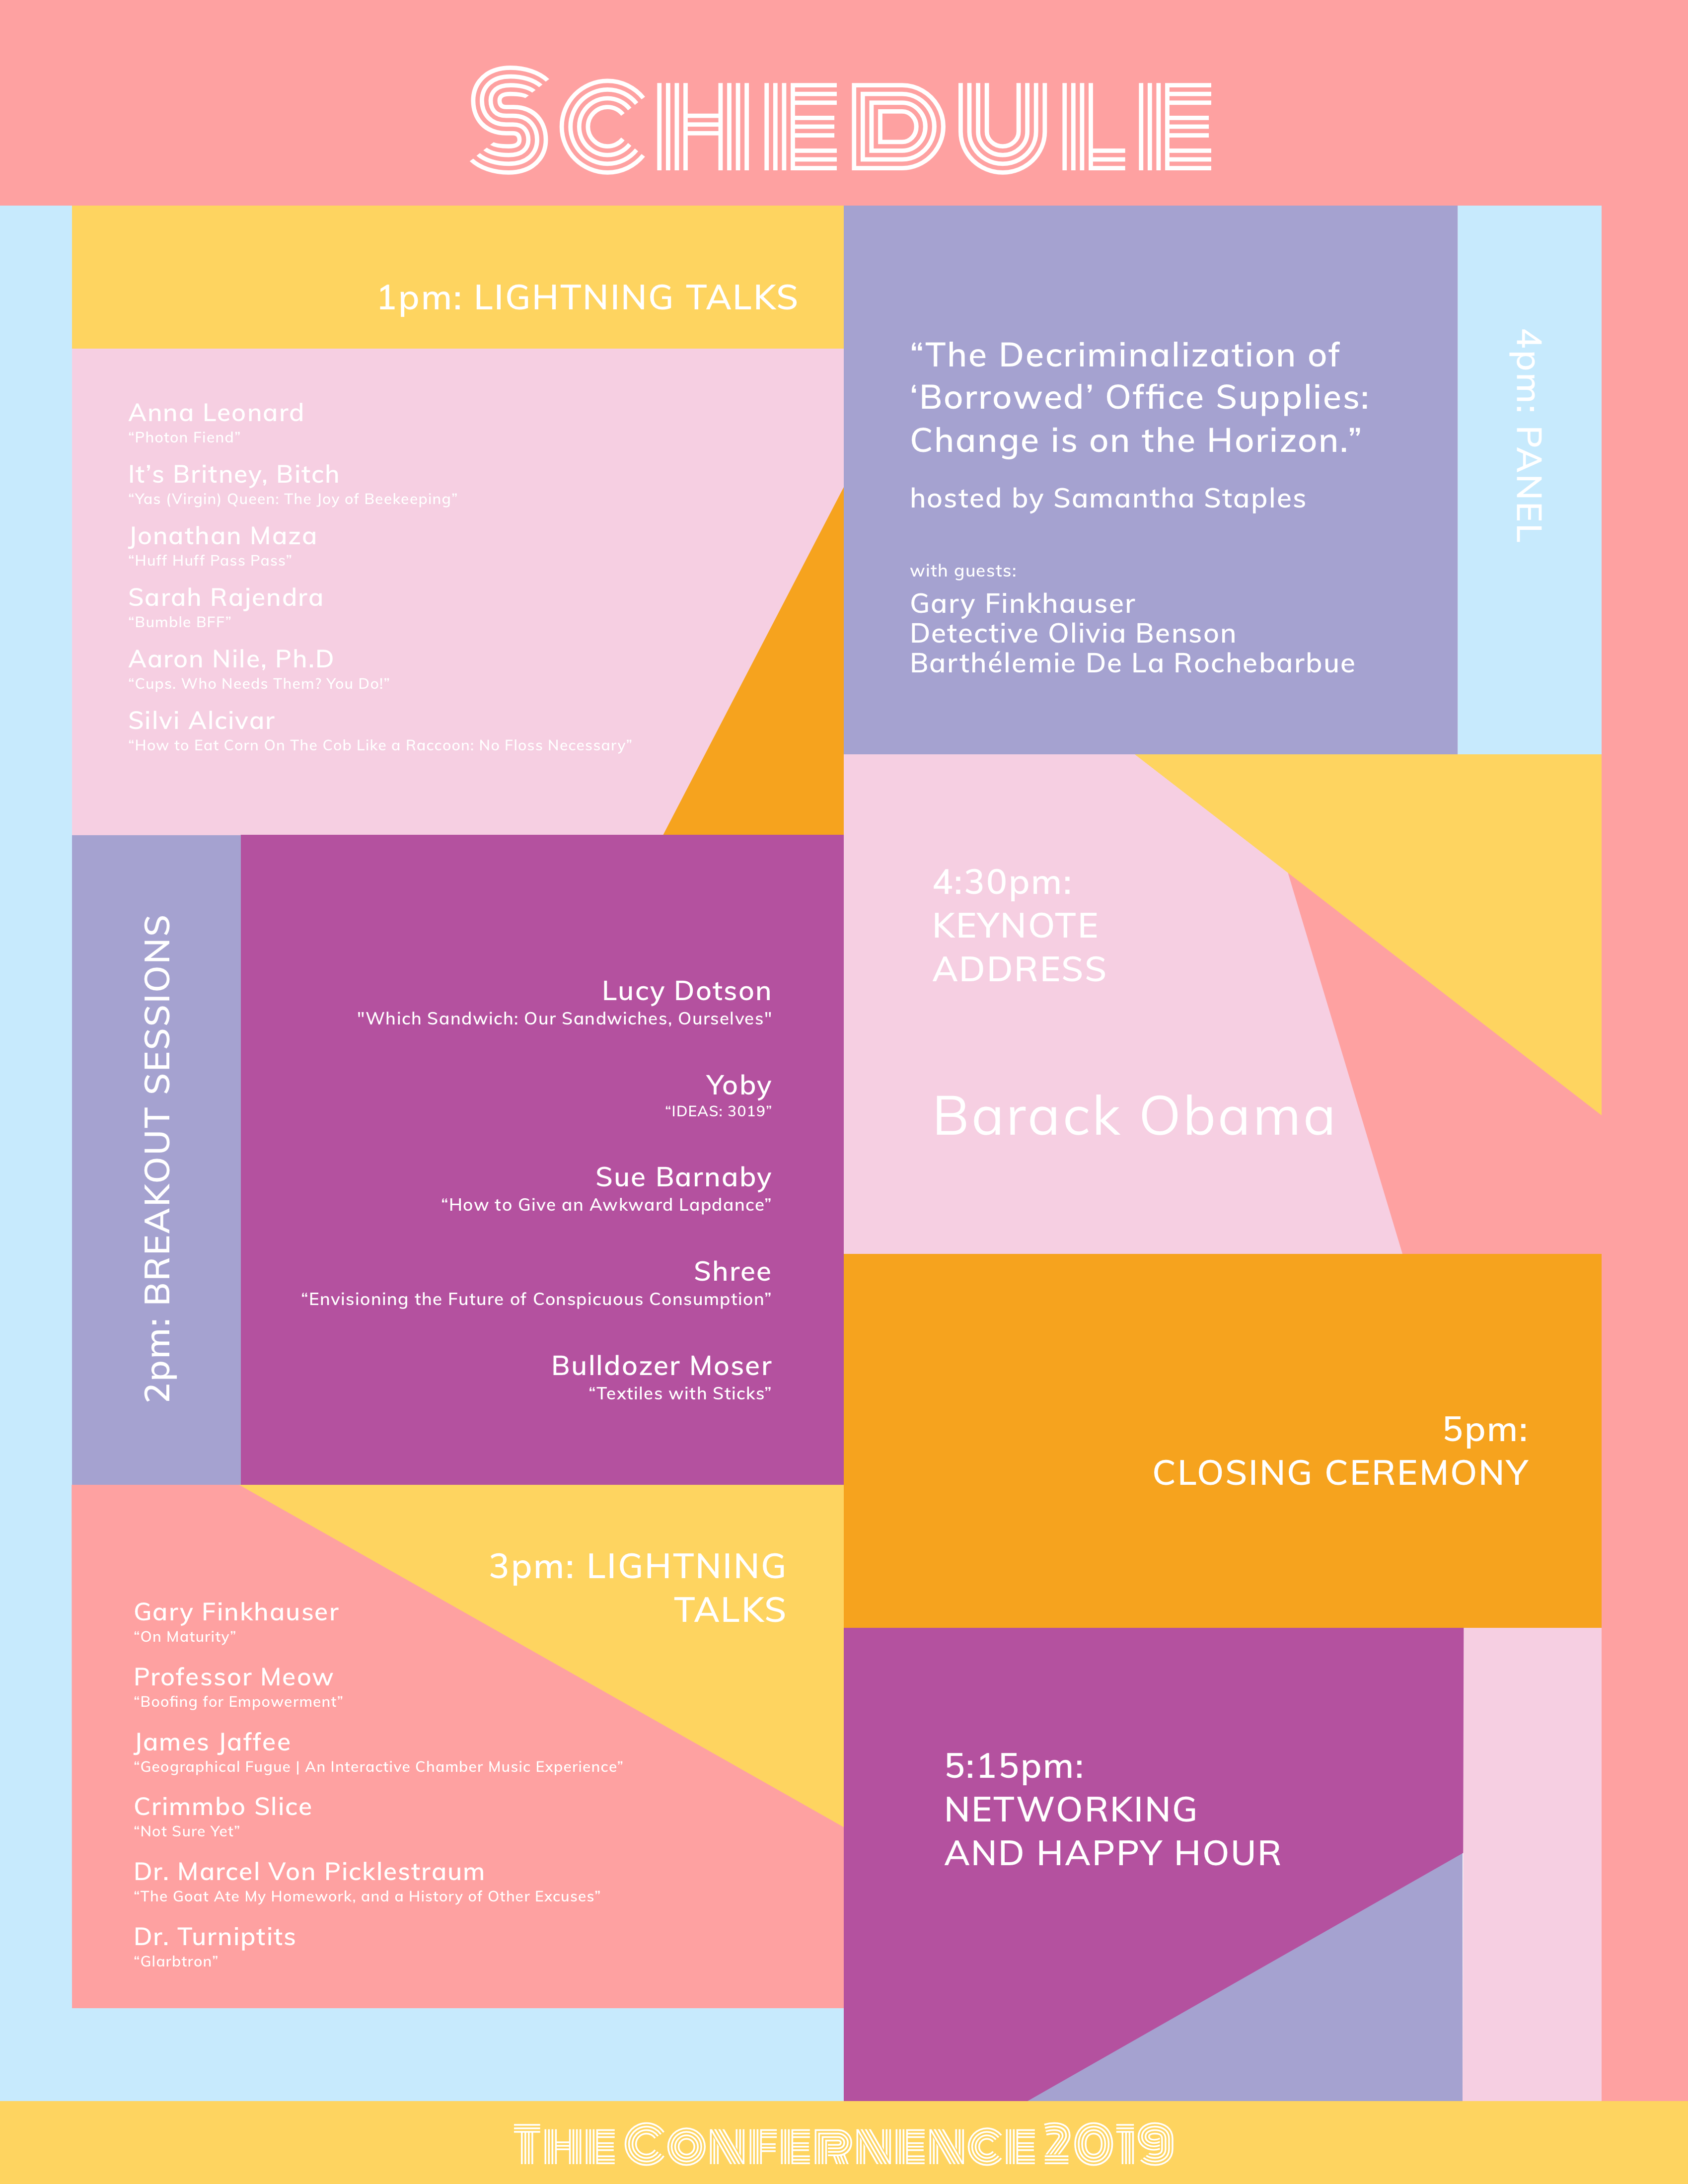 SCHEDULE
1pm: LIGHTNING TALKS
Anna Leonard
“Photon Fiend”
It’s Britney, Bitch
“Yas (Virgin) Queen: The Joy of Beekeeping”
Jonathan Maza
“Huff Huff Pass Pass”
Sarah Rajendra
“Bumble BFF”
Aaron Nile, Ph.D
“Cups. Who Needs Them? You Do!”
Silvi Alcivar
“How to Eat Corn On The Cob Like a Raccoon: No Floss Necessary”
2pm: BREAKOUT SESSIONS
Lucy Dotson
"Which Sandwich: Our Sandwiches, Ourselves"
Yoby
“IDEAS: 3019”
Sue Barnaby
“How to Give an Awkward Lapdance”
Shree
“Envisioning the Future of Conspicuous Consumption”
Bulldozer Moser
“Textiles with Sticks”
3pm: LIGHTNING
TALKS
Gary Finkhauser
“On Maturity”
Professor Meow
“Boofing for Empowerment”
James Jaffee
“Geographical Fugue | An Interactive Chamber Music Experience”
Crimmbo Slice
“Not Sure Yet”
Dr. Marcel Von Picklestraum
“The Goat Ate My Homework, and a History of Other Excuses”
Dr. Turniptits
“Glarbtron”
4pm: PANEL
“The Decriminalization of
‘Borrowed’ Office Supplies:
Change is on the Horizon.”
hosted by Samantha Staples
with guests:
Gary Finkhauser
Detective Olivia Benson
Barthélemie De La Rochebarbue
4:30pm:
KEYNOTE
ADDRESS
Barack Obama
5pm:
CLOSING CEREMONY
5:15pm:
NETWORKING
AND HAPPY HOUR
THE CONFERNENCE 2019